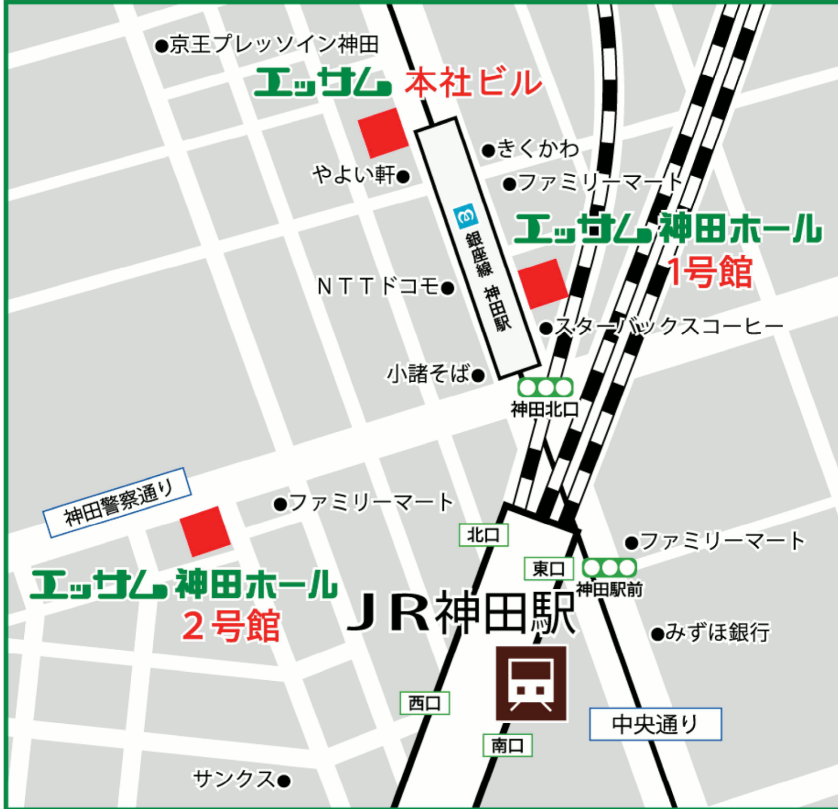 京王プレッソイン神田
エッサム 本社ビル
きくかわ
やよい軒
ファミリーマート
エッサム 神田ホール
1号館
銀座線 神田駅
NTTドコモ
スターバックスコーヒー
小諸そば
神田北口
神田警察通り
ファミリーマート
北口
ファミリーマート
東口
神田駅前
エッサム 神田ホール
2号館
JR神田駅
みずほ銀行
西口
中央通り
南口
サンクス